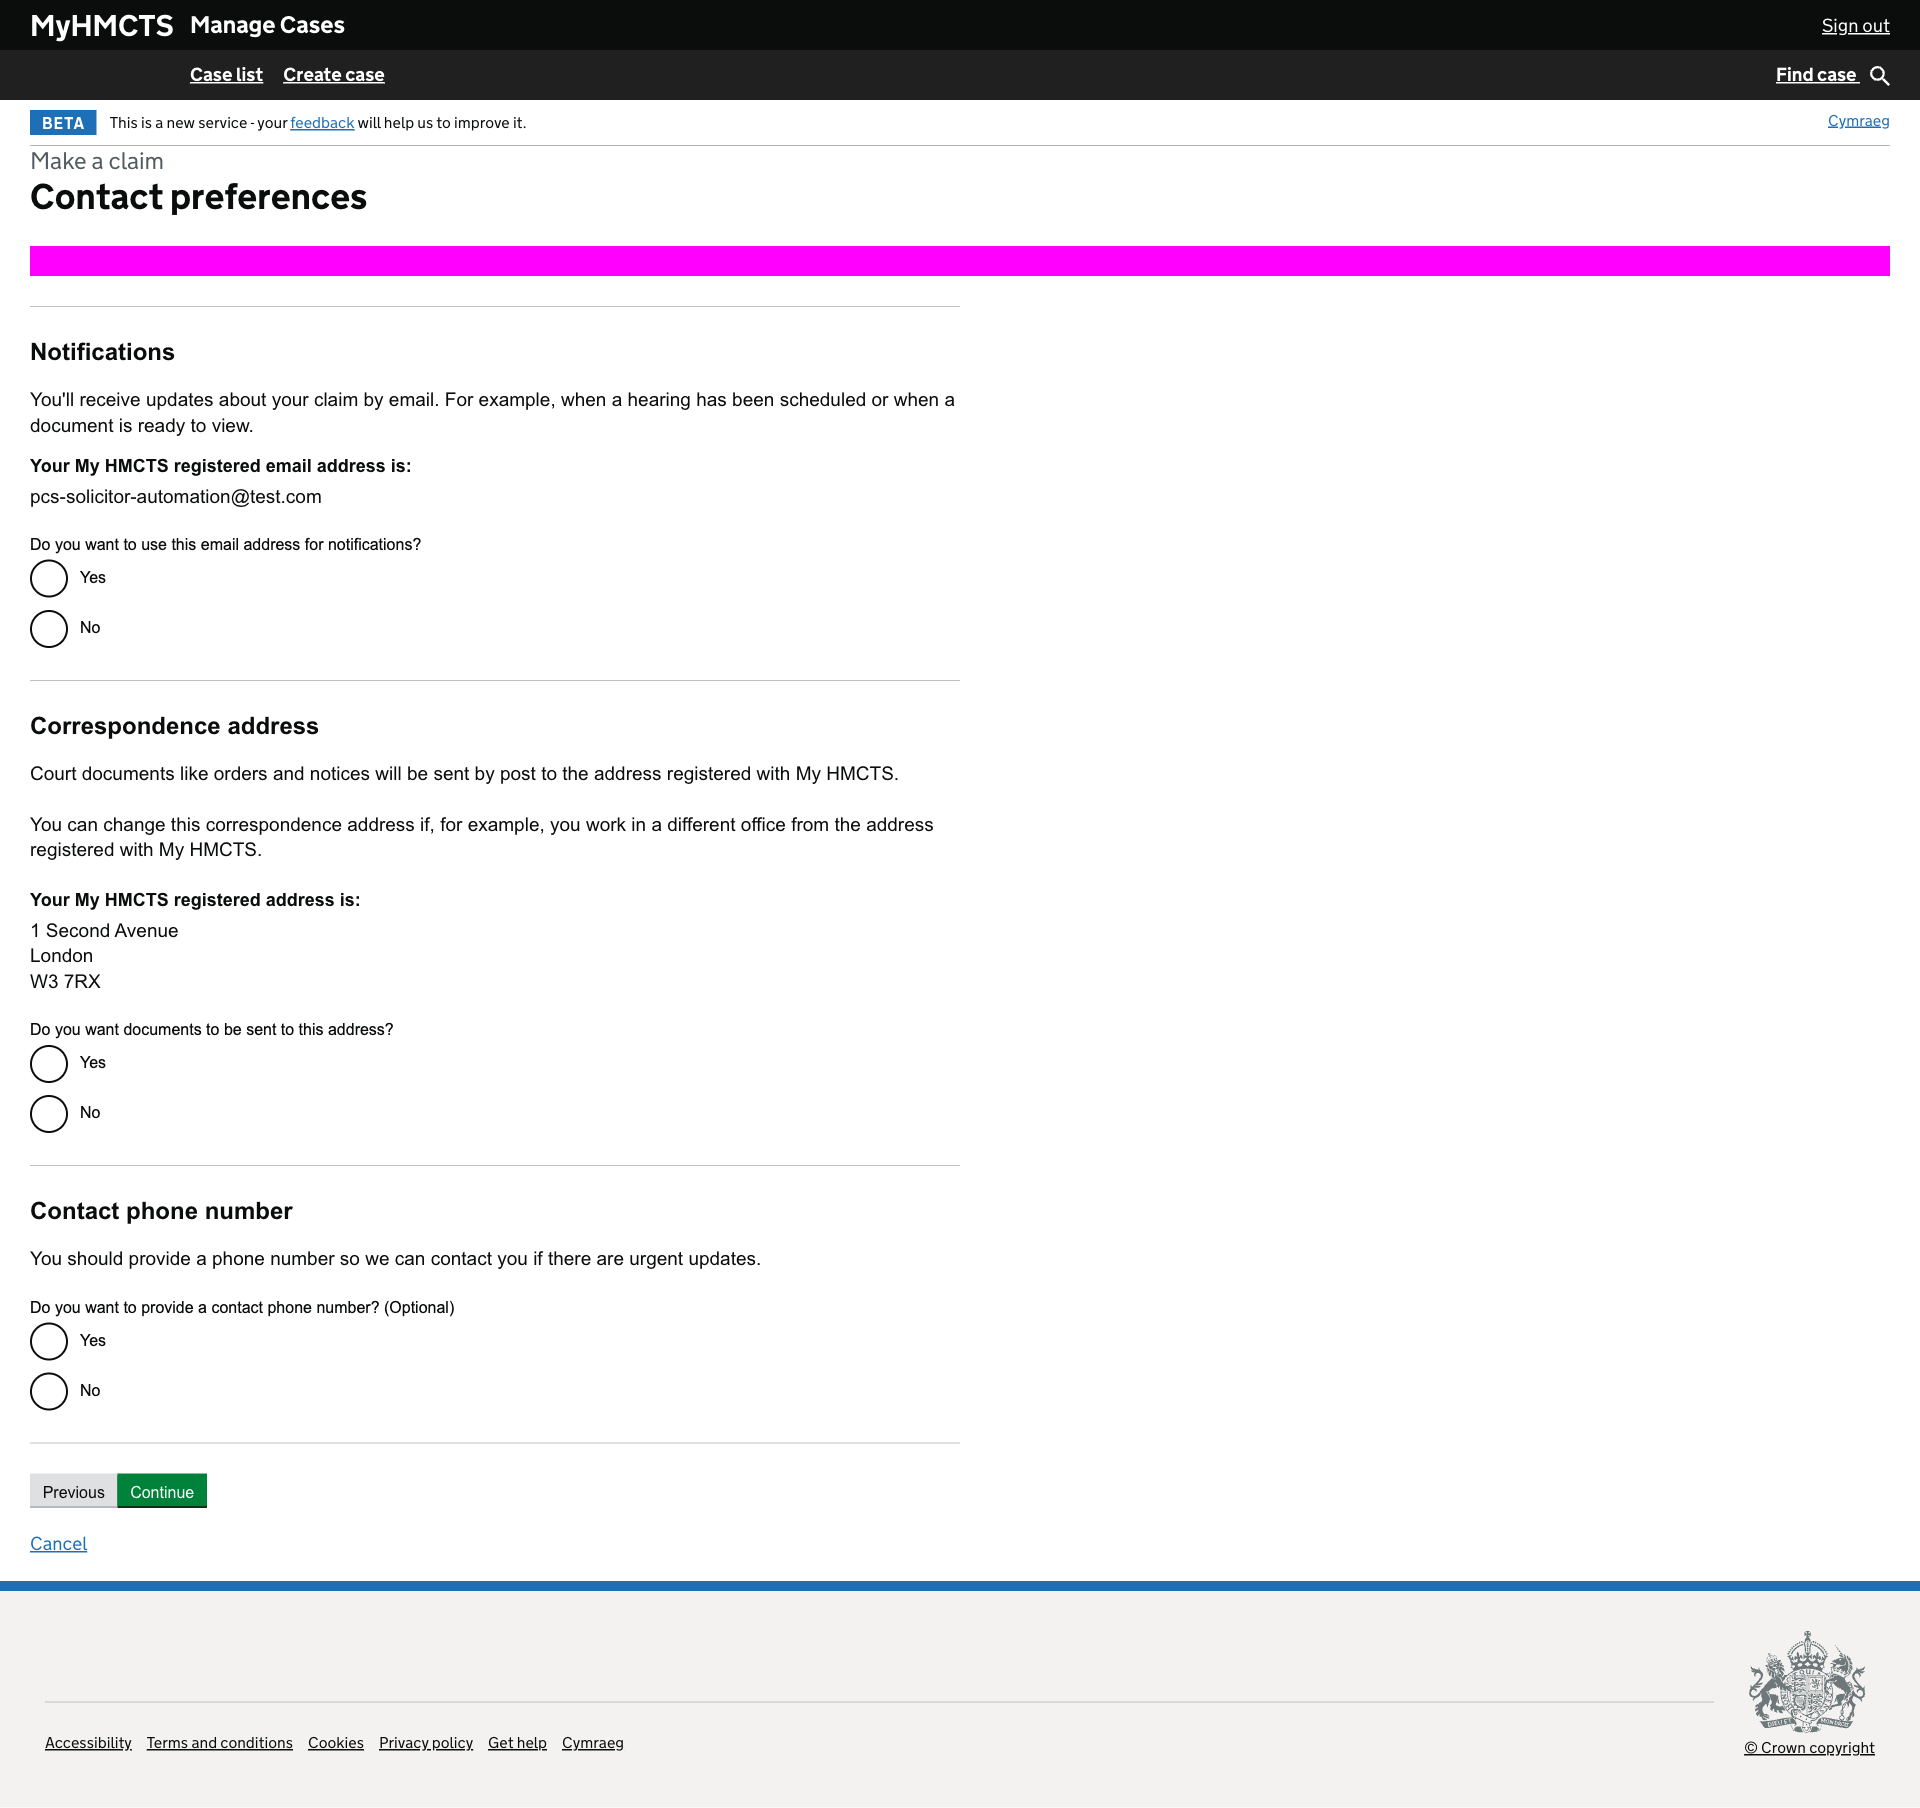 MyHMCTS Manage Cases Sign out
Case list Create case Find case
BETA This is a new service - your feedback will help us to improve it. Cymraeg
Make a claim
Contact preferences
Notifications
You'll receive updates about your claim by email. For example, when a hearing has been scheduled or when a
document is ready to view.
Your My HMCTS registered email address is:
pcs-solicitor-automation@test.com
Do you want to use this email address for notifications?
Yes
No
Correspondence address
Court documents like orders and notices will be sent by post to the address registered with My HMCTS.
You can change this correspondence address if, for example, you work in a different office from the address
registered with My HMCTS.
Your My HMCTS registered address is:
1 Second Avenue
London
W3 7RX
Do you want documents to be sent to this address?
Yes
No
Contact phone number
You should provide a phone number so we can contact you if there are urgent updates.
Do you want to provide a contact phone number? (Optional)
Yes
No
Previous Continue
Cancel
Accessibility Terms and conditions Cookies Privacy policy Get help Cymraeg
© Crown copyright